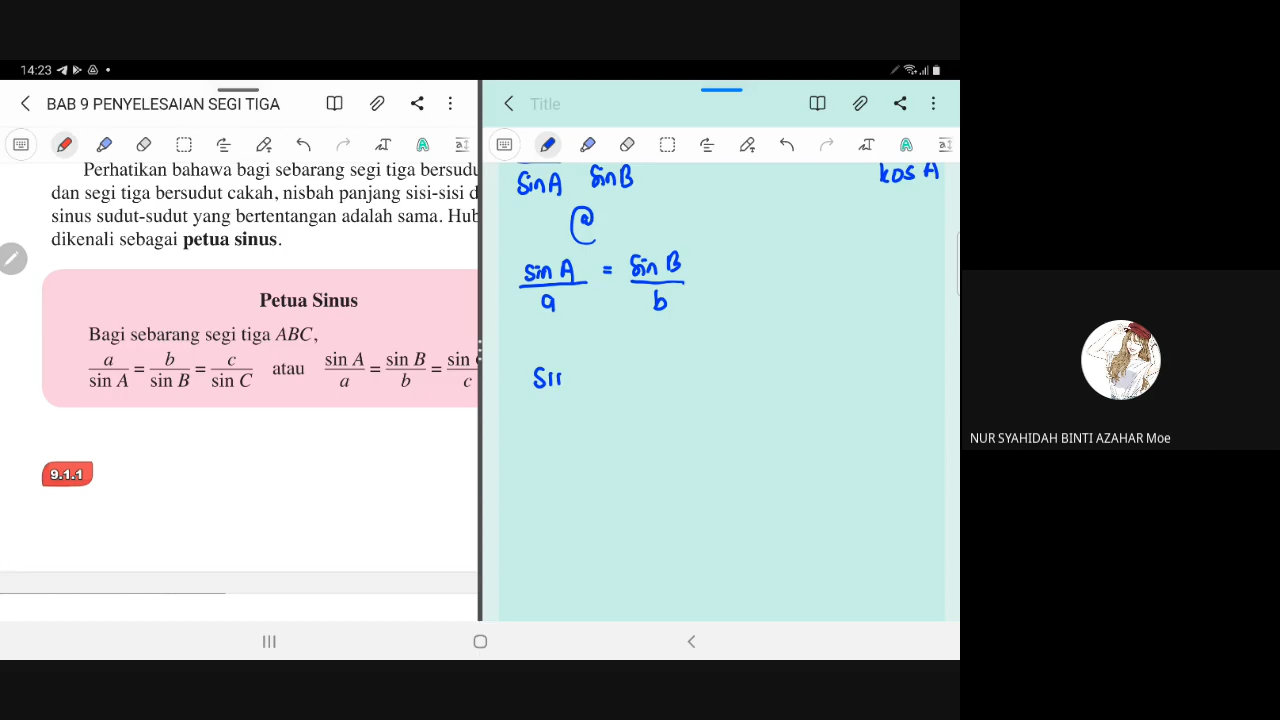 14:23
BAB 9 PENYELESAIAN SEGI TIGA
Perhatikan bahawa bagi sebarang segi tiga bersudu
dan segi tiga bersudut cakah, nisbah panjang sisi-sisi d
sinus sudut-sudut yang bertentangan adalah sama. Hub
dikenali sebagai petua sinus.
Petua Sinus
Bagi sebarang segi tiga ABC,
a/sin A = b/sin B = c/sin C atau sin A/a = sin B/b = sin C/c
9.1.1
Title
sin A sin B
kos A
@
sin A/a = sin B/b
NUR SYAHIDAH BINTI AZAHAR Moe